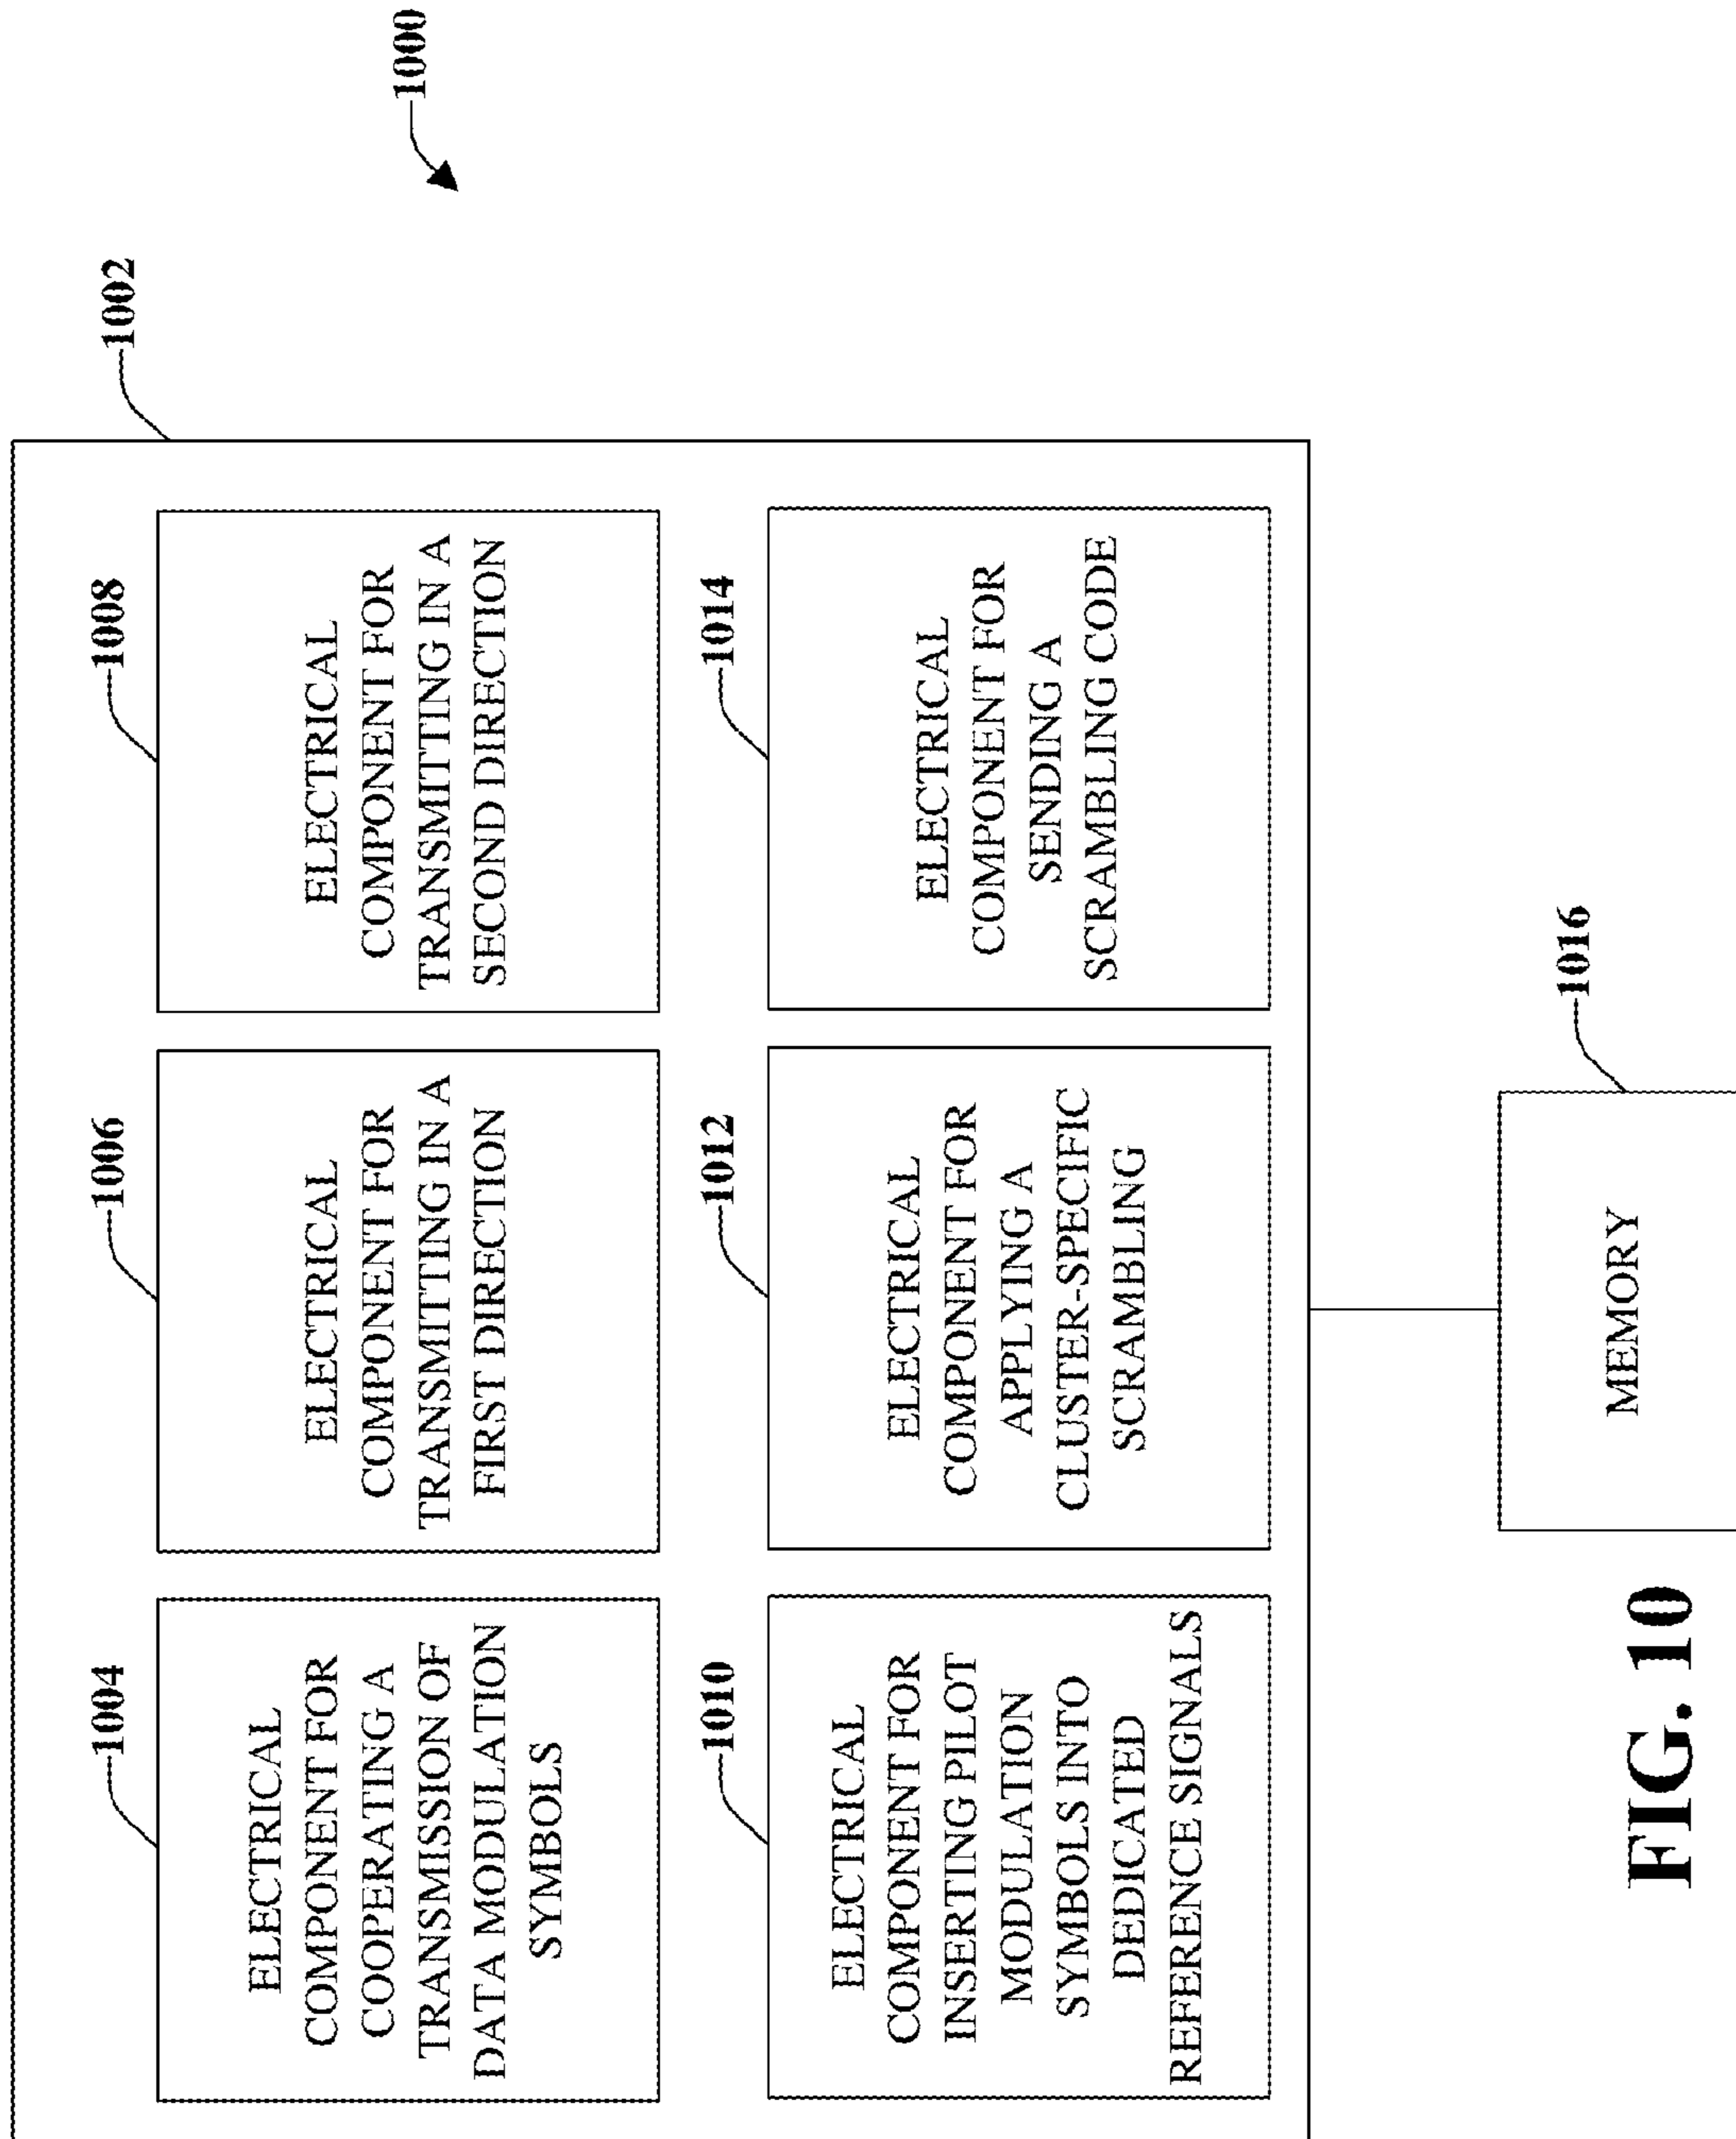 1000
1002
1004
ELECTRICAL
COMPONENT FOR
COOPERATING A
TRANSMISSION OF
DATA MODULATION
SYMBOLS
1006
ELECTRICAL
COMPONENT FOR
TRANSMITTING IN A
FIRST DIRECTION
1008
ELECTRICAL
COMPONENT FOR
TRANSMITTING IN A
SECOND DIRECTION
1010
ELECTRICAL
COMPONENT FOR
INSERTING PILOT
MODULATION
SYMBOLS INTO
DEDICATED
REFERENCE SIGNALS
1012
ELECTRICAL
COMPONENT FOR
APPLYING A
CLUSTER-SPECIFIC
SCRAMBLING
1014
ELECTRICAL
COMPONENT FOR
SENDING A
SCRAMBLING CODE
1016
MEMORY
FIG. 10